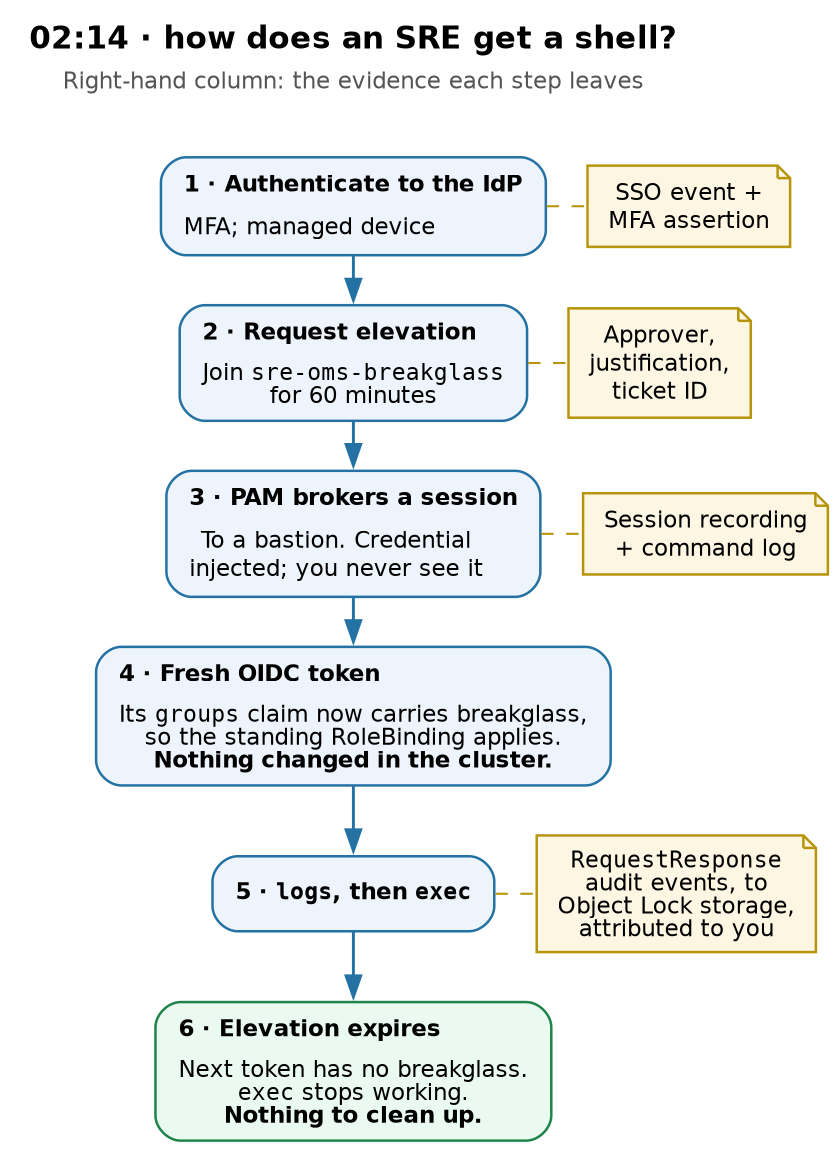 02:14 · how does an SRE get a shell?
Right-hand column: the evidence each step leaves
1 · Authenticate to the IdP
MFA; managed device
SSO event +
MFA assertion
2 · Request elevation
Join sre-oms-breakglass
for 60 minutes
Approver,
justification,
ticket ID
3 · PAM brokers a session
To a bastion. Credential
injected; you never see it
Session recording
+ command log
4 · Fresh OIDC token
Its groups claim now carries breakglass,
so the standing RoleBinding applies.
Nothing changed in the cluster.
5 · logs, then exec
RequestResponse
audit events, to
Object Lock storage,
attributed to you
6 · Elevation expires
Next token has no breakglass.
exec stops working.
Nothing to clean up.